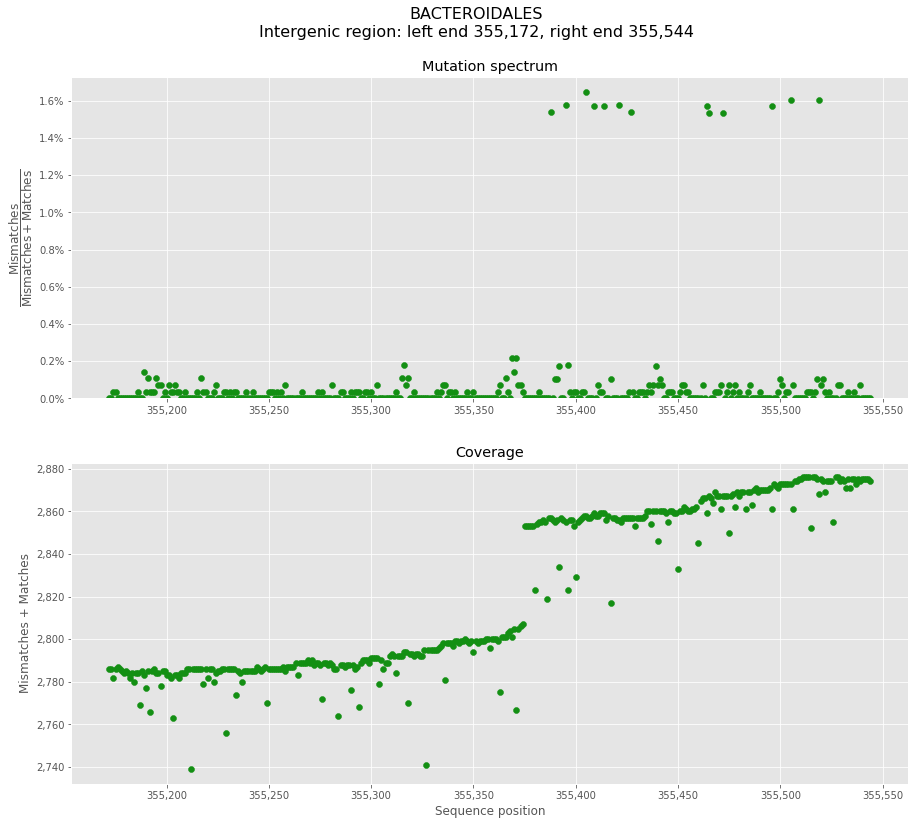 BACTEROIDALES
Intergenic region: left end 355,172, right end 355,544
Mutation spectrum
1.6%
1.4%
1.2%
1.0%
0.8%
0.6%
0.4%
0.2%
0.0%
Mismatches
Mismatches + Matches
355,200 355,250 355,300 355,350 355,400 355,450 355,500 355,550
Coverage
2,880
2,860
2,840
2,820
2,800
2,780
2,760
2,740
Mismatches + Matches
355,200 355,250 355,300 355,350 355,400 355,450 355,500 355,550
Sequence position